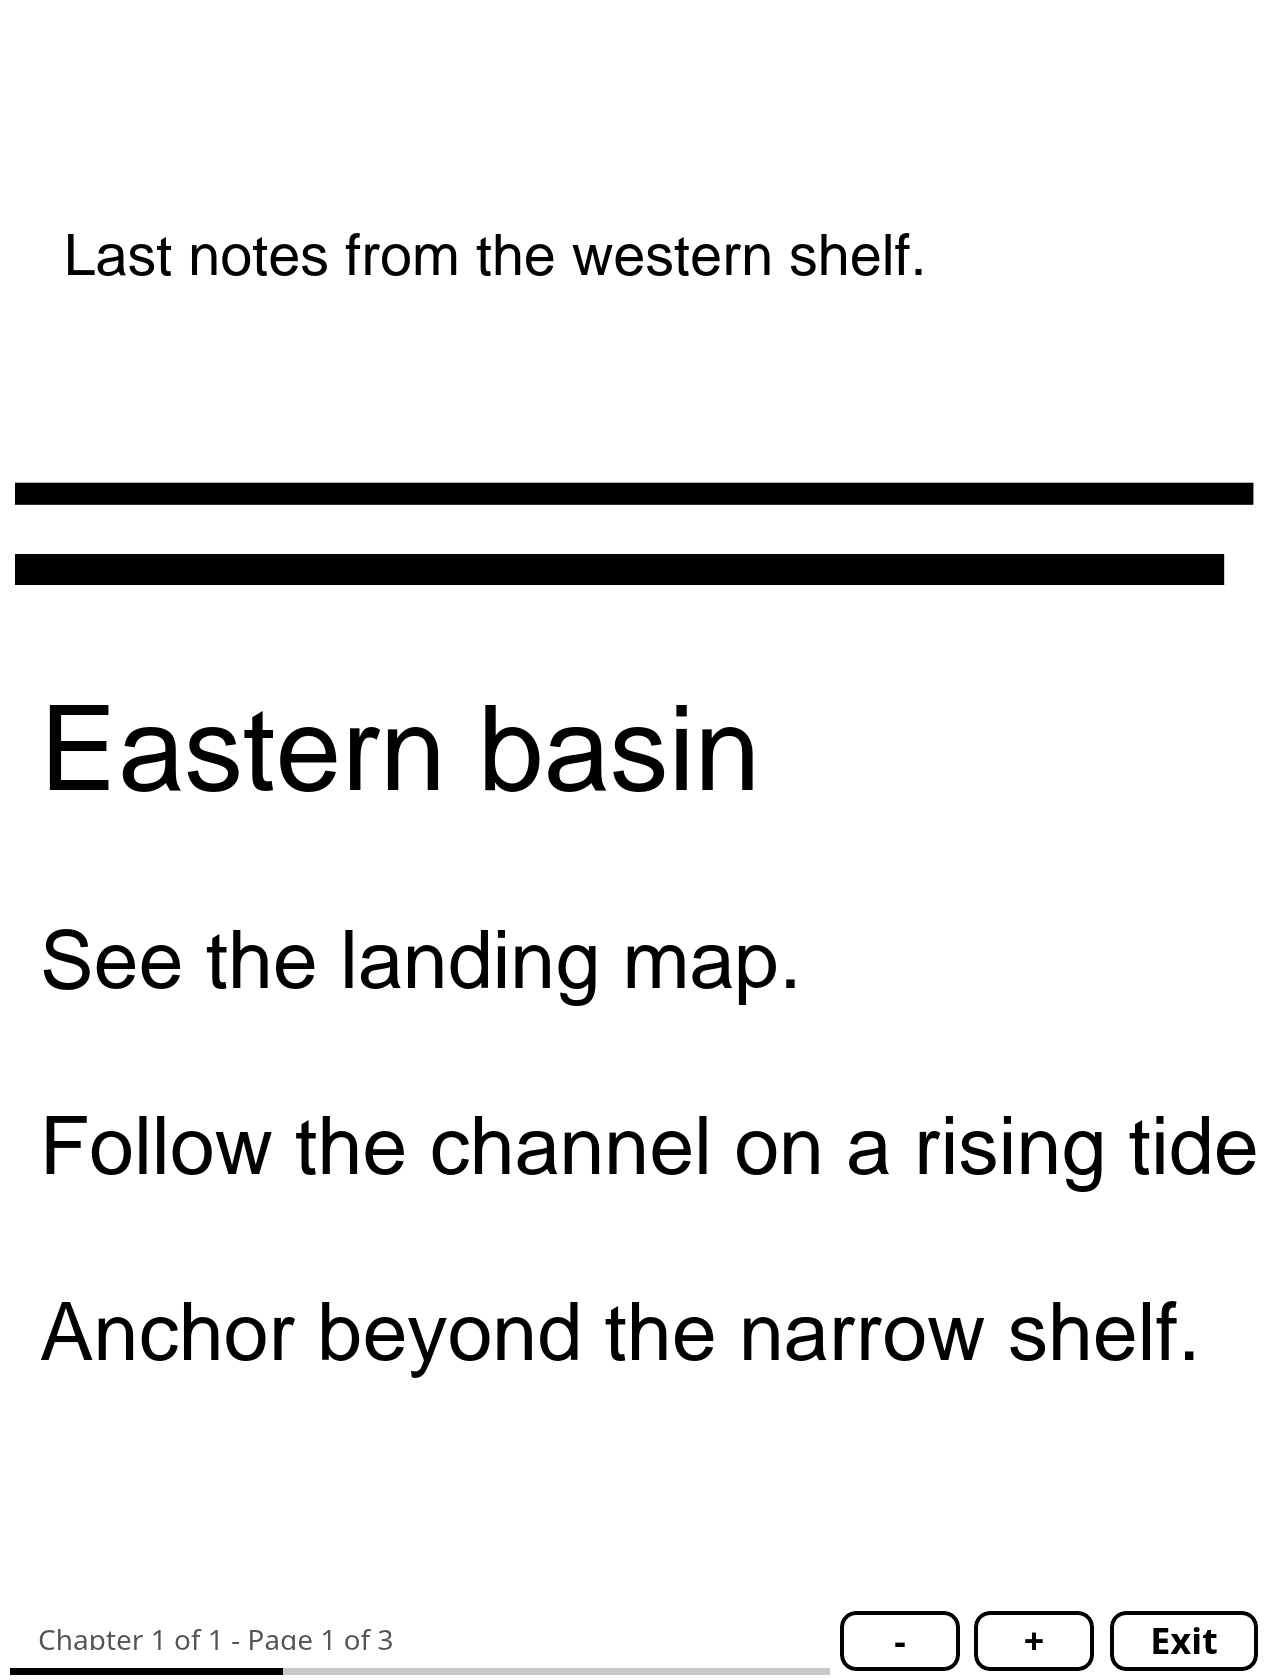 Last notes from the western shelf.
Eastern basin
See the landing map.
Follow the channel on a rising tide
Anchor beyond the narrow shelf.
Chapter 1 of 1 - Page 1 of 3
- + Exit